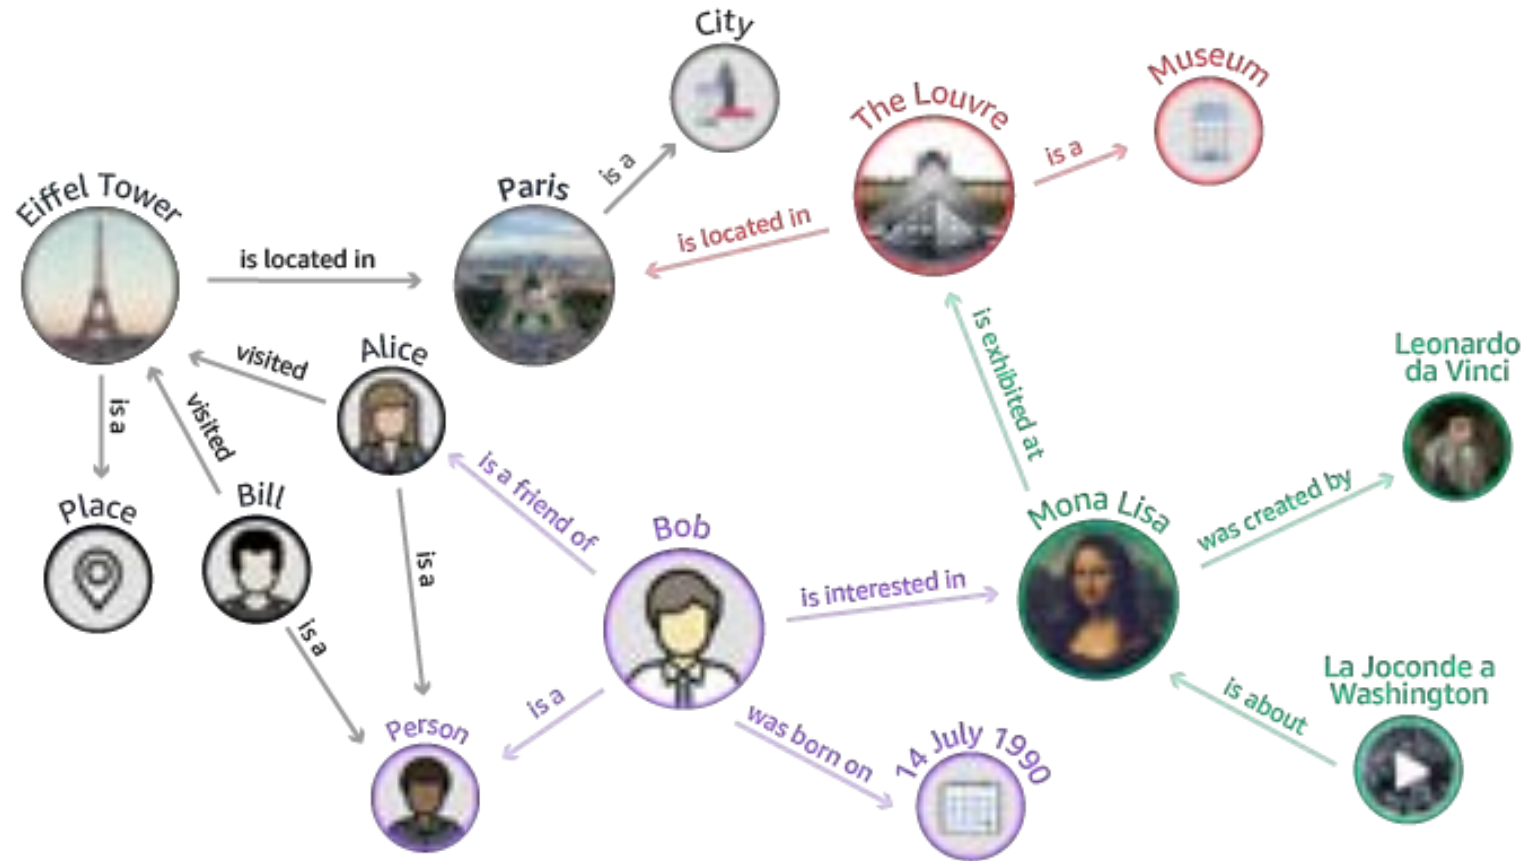 City
Museum
The Louvre
is a
is a
Paris
Eiffel Tower
is located in
is located in
visited
Alice
is exhibited at
Leonardo
da Vinci
is a
visited
is a friend of
Bill
Place
Bob
Mona Lisa
was created by
is a
is interested in
is a
La Joconde a
Washington
is about
is a
Person
was born on
14 July 1990